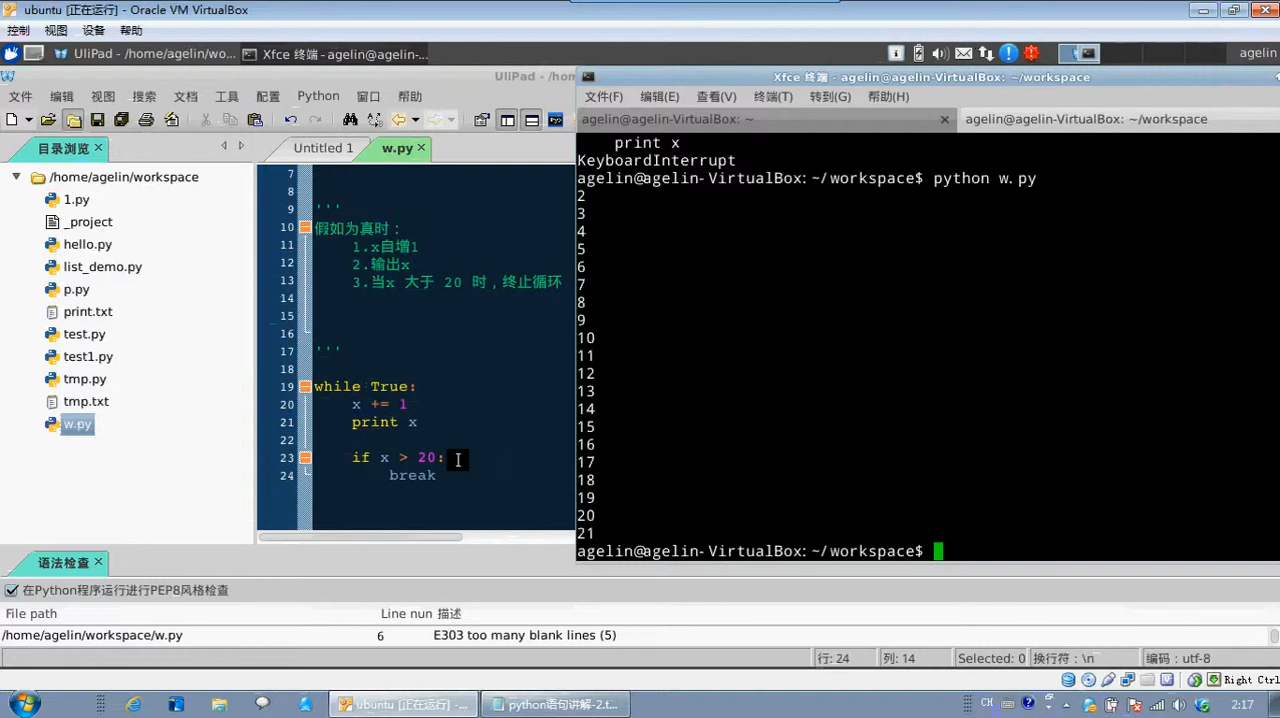 ubuntu [正在运行] - Oracle VM VirtualBox
控制 视图 设备 帮助
UliPad - /home/agelin/wo... Xfce 终端 - agelin@agelin-... agelin
UliPad - /hom
文件 编辑 视图 搜索 文档 工具 配置 Python 窗口 帮助
目录浏览
/home/agelin/workspace
1.py
_project
hello.py
list_demo.py
p.py
print.txt
test.py
test1.py
tmp.py
tmp.txt
w.py
Untitled 1 w.py
7
8
9 '''
10 假如为真时：
11 1.x自增1
12 2.输出x
13 3.当x 大于 20 时，终止循环
14
15
16
17 '''
18
19 while True:
20 x += 1
21 print x
22
23 if x > 20:
24 break
Xfce 终端 - agelin@agelin-VirtualBox: ~/workspace
文件(F) 编辑(E) 查看(V) 终端(T) 转到(G) 帮助(H)
agelin@agelin-VirtualBox: ~ agelin@agelin-VirtualBox: ~/workspace
print x
KeyboardInterrupt
agelin@agelin-VirtualBox:~/workspace$ python w.py
2
3
4
5
6
7
8
9
10
11
12
13
14
15
16
17
18
19
20
21
agelin@agelin-VirtualBox:~/workspace$
语法检查
在Python程序运行进行PEP8风格检查
File path Line nun 描述
/home/agelin/workspace/w.py 6 E303 too many blank lines (5)
行: 24 列: 14 Selected: 0 换行符：\n 编码：utf-8
Right Ctrl
ubuntu [正在运行] -... python语句讲解-2.t... CH 2:17